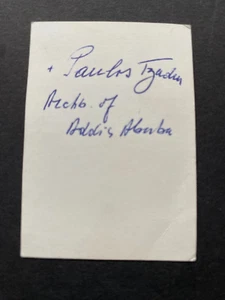 + Paulos Tzadua
Archb. of
Addis Abeba